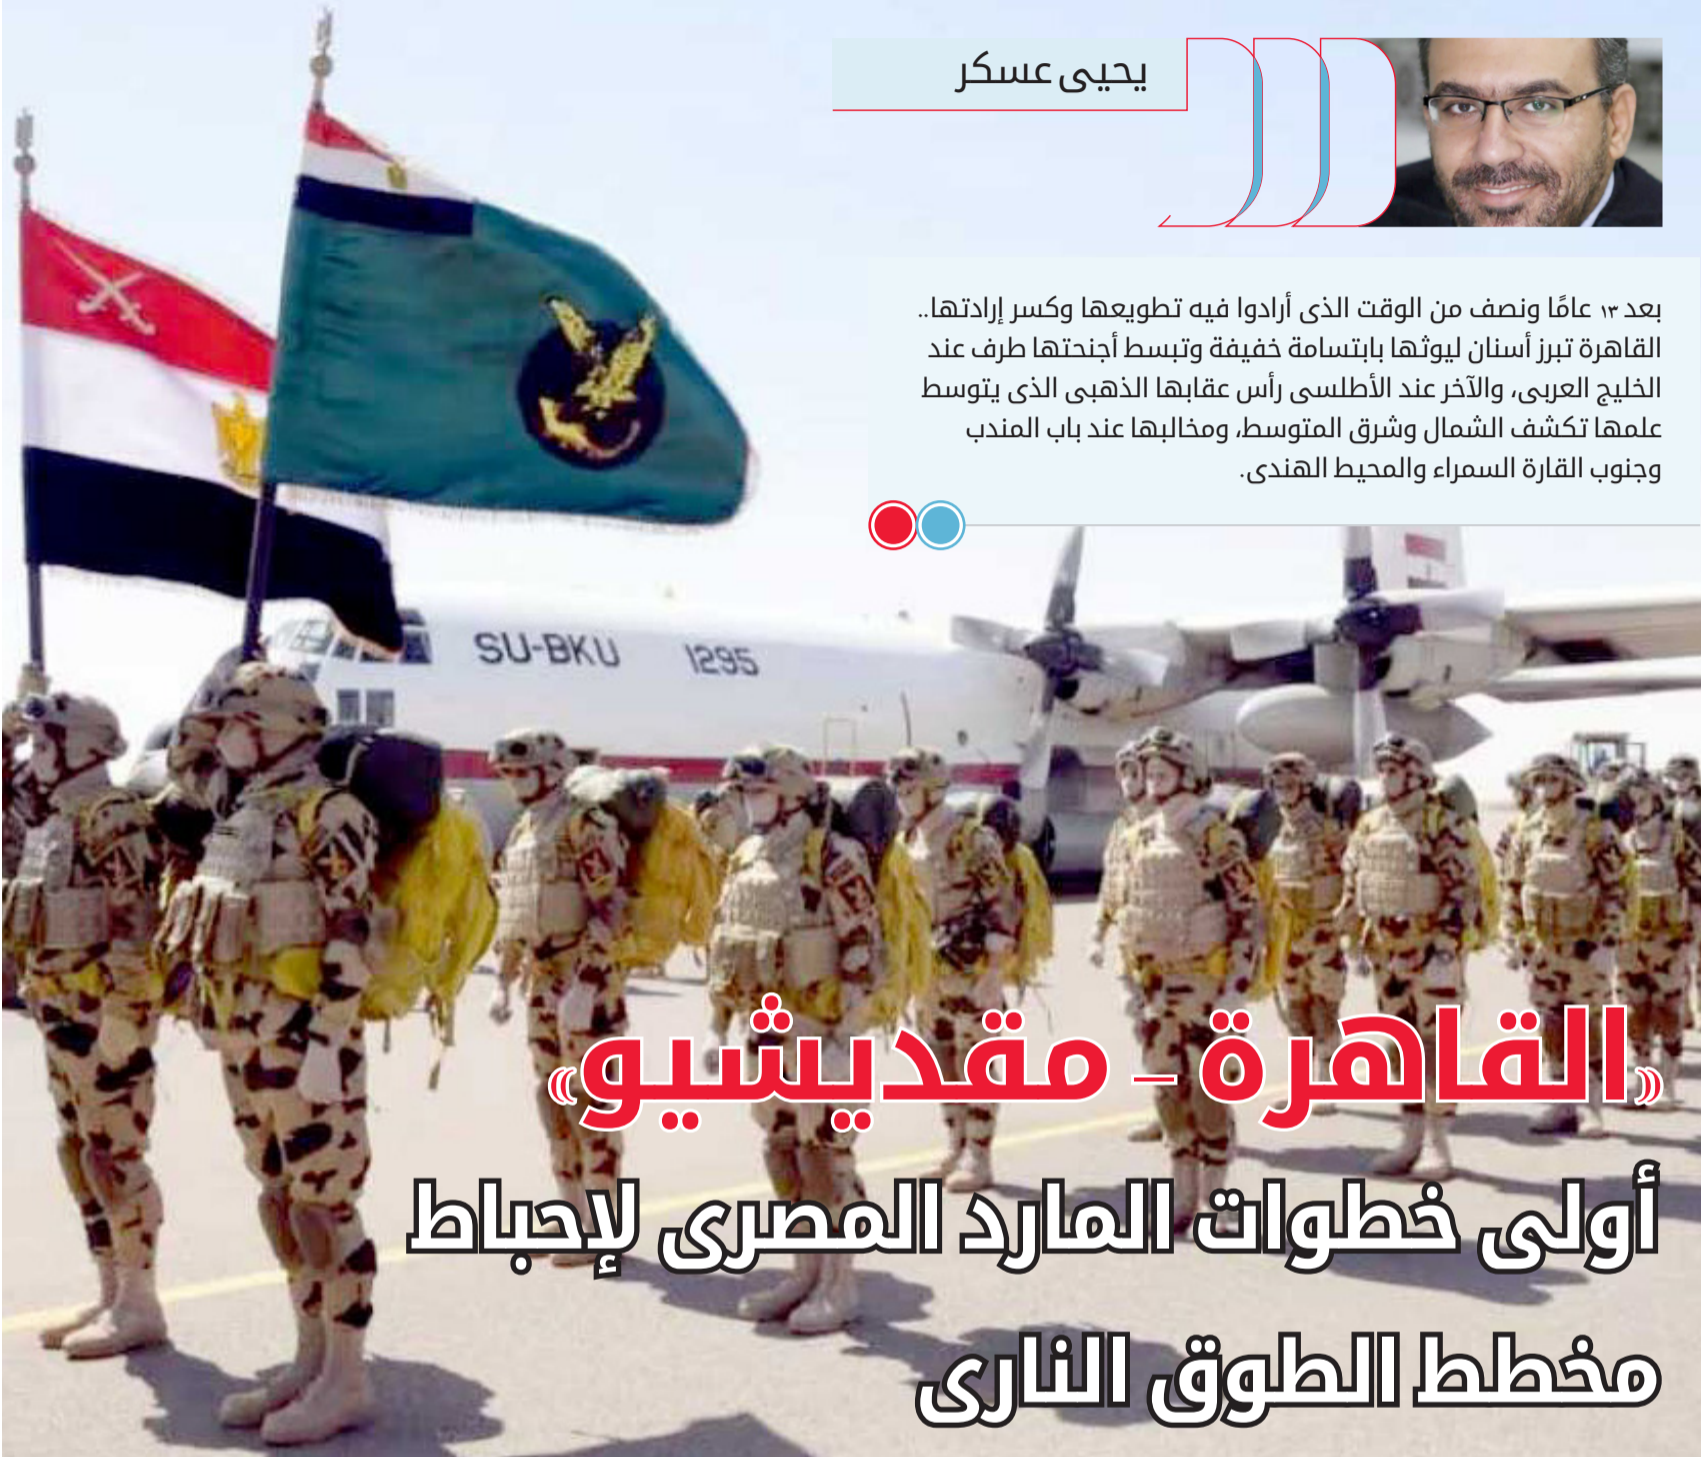 يحيى عسكر
بعد ١٣ عامًا ونصف من الوقت الذى أرادوا فيه تطويعها وكسر إرادتها..
القاهرة تبرز أسنان ليوثها بابتسامة خفيفة وتبسط أجنحتها طرف عند
الخليج العربى، والآخر عند الأطلسى رأس عقابها الذهبى الذى يتوسط
علمها تكشف الشمال وشرق المتوسط، ومخالبها عند باب المندب
وجنوب القارة السمراء والمحيط الهندى.
SU-BKU 1295
«القاهرة – مقديشيو»
أولى خطوات المارد المصرى لإحباط
مخطط الطوق النارى